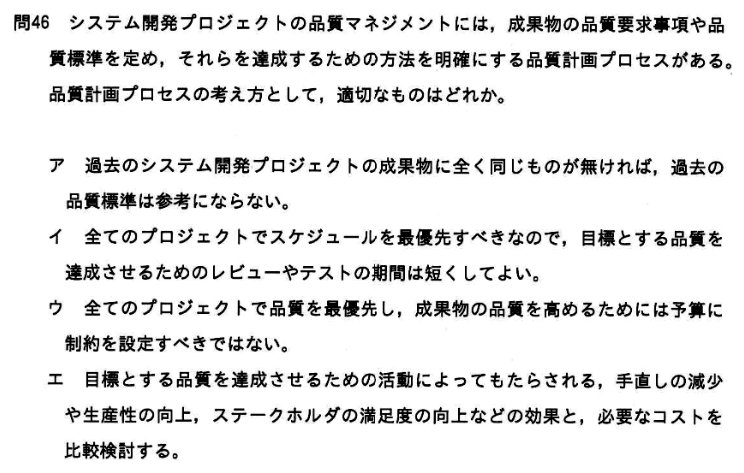 問46 システム開発プロジェクトの品質マネジメントには，成果物の品質要求事項や品
質標準を定め，それらを達成するための方法を明確にする品質計画プロセスがある。
品質計画プロセスの考え方として，適切なものはどれか。
ア 過去のシステム開発プロジェクトの成果物に全く同じものが無ければ，過去の
品質標準は参考にならない。
イ 全てのプロジェクトでスケジュールを最優先すべきなので，目標とする品質を
達成させるためのレビューやテストの期間は短くしてよい。
ウ 全てのプロジェクトで品質を最優先し，成果物の品質を高めるためには予算に
制約を設定すべきではない。
エ 目標とする品質を達成させるための活動によってもたらされる，手直しの減少
や生産性の向上，ステークホルダの満足度の向上などの効果と，必要なコストを
比較検討する。